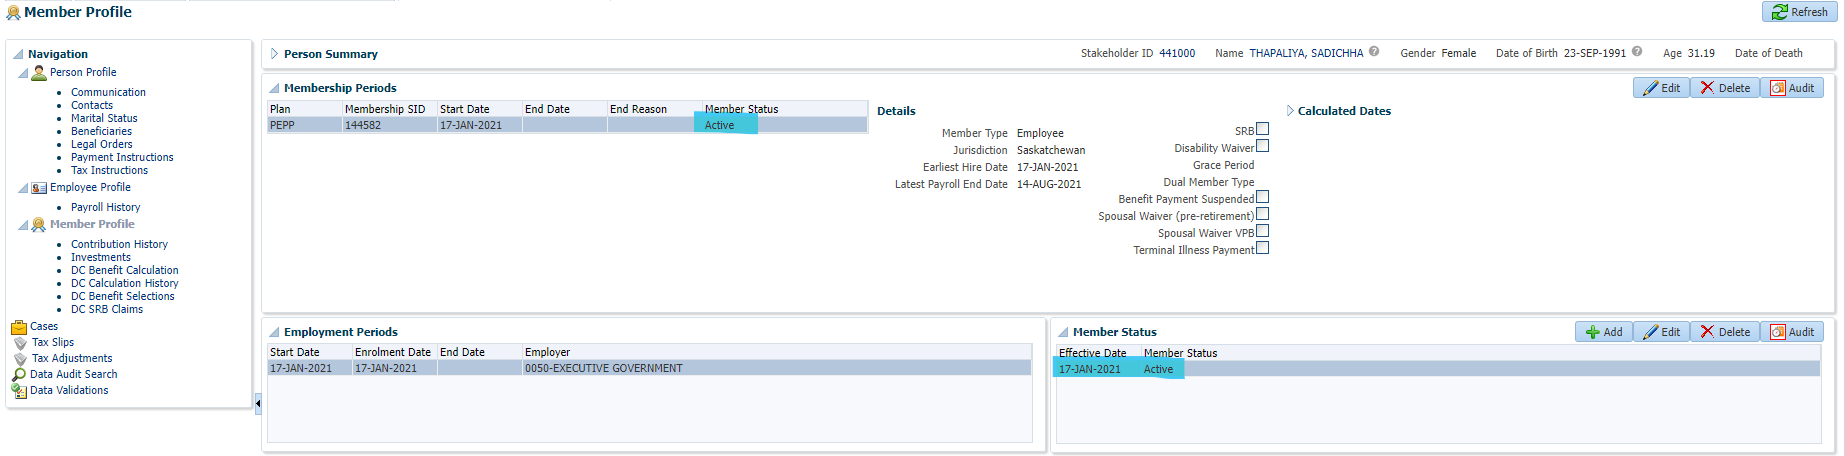 Member Profile
Refresh
Navigation
Person Profile
Communication
Contacts
Marital Status
Beneficiaries
Legal Orders
Payment Instructions
Tax Instructions
Employee Profile
Payroll History
Member Profile
Contribution History
Investments
DC Benefit Calculation
DC Calculation History
DC Benefit Selections
DC SRB Claims
Cases
Tax Slips
Tax Adjustments
Data Audit Search
Data Validations
Person Summary Stakeholder ID 441000 Name THAPALIYA, SADICHHA Gender Female Date of Birth 23-SEP-1991 Age 31.19 Date of Death
Membership Periods Edit Delete Audit
Plan Membership SID Start Date End Date End Reason Member Status
PEPP 144582 17-JAN-2021 Active
Details
Member Type Employee
Jurisdiction Saskatchewan
Earliest Hire Date 17-JAN-2021
Latest Payroll End Date 14-AUG-2021
SRB
Disability Waiver
Grace Period
Dual Member Type
Benefit Payment Suspended
Spousal Waiver (pre-retirement)
Spousal Waiver VPB
Terminal Illness Payment
Calculated Dates
Employment Periods
Start Date Enrolment Date End Date Employer
17-JAN-2021 17-JAN-2021 0050-EXECUTIVE GOVERNMENT
Member Status Add Edit Delete Audit
Effective Date Member Status
17-JAN-2021 Active